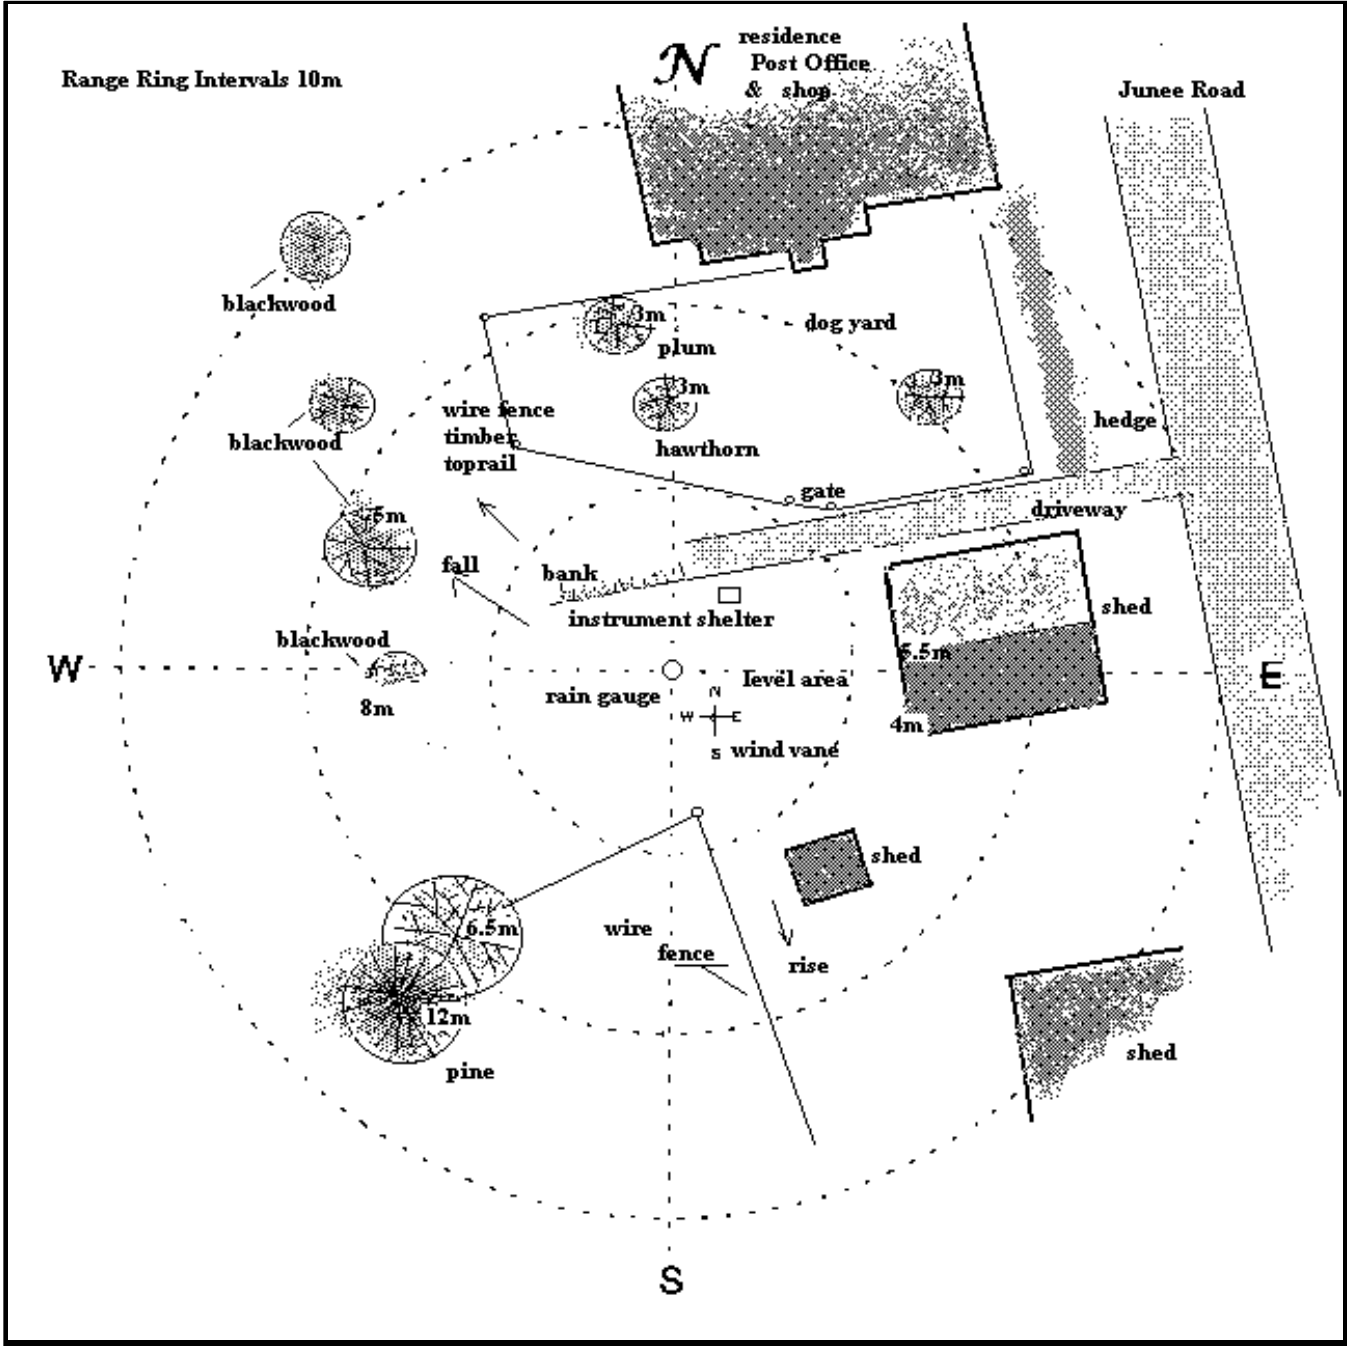 N
residence
Post Office
& shop
Range Ring Intervals 10m
Junee Road
blackwood
3m
dog yard
plum
3m
3m
wire fence
timber
toprail
blackwood
hedge
hawthorn
gate
5m
driveway
fall
bank
instrument shelter
shed
blackwood
5.5m
W
E
level area
rain gauge
8m
N
W E
S
4m
wind vane
shed
6.5m
wire
fence
rise
12m
shed
pine
S